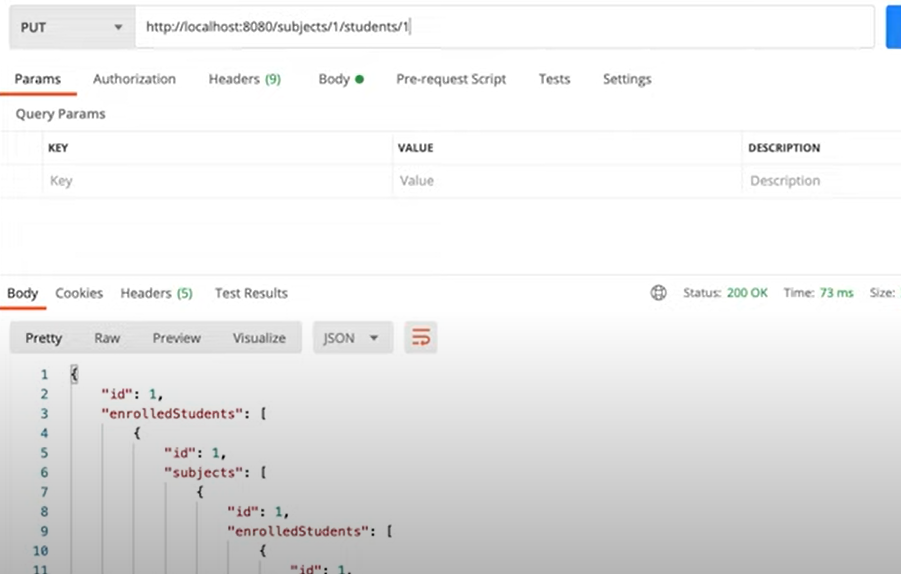 PUT http://localhost:8080/subjects/1/students/1
Params Authorization Headers (9) Body Pre-request Script Tests Settings
Query Params
KEY VALUE DESCRIPTION
Key Value Description
Body Cookies Headers (5) Test Results Status: 200 OK Time: 73 ms Size:
Pretty Raw Preview Visualize JSON
1 {
2 "id": 1,
3 "enrolledStudents": [
4 {
5 "id": 1,
6 "subjects": [
7 {
8 "id": 1,
9 "enrolledStudents": [
10 {
11 "id": 1,